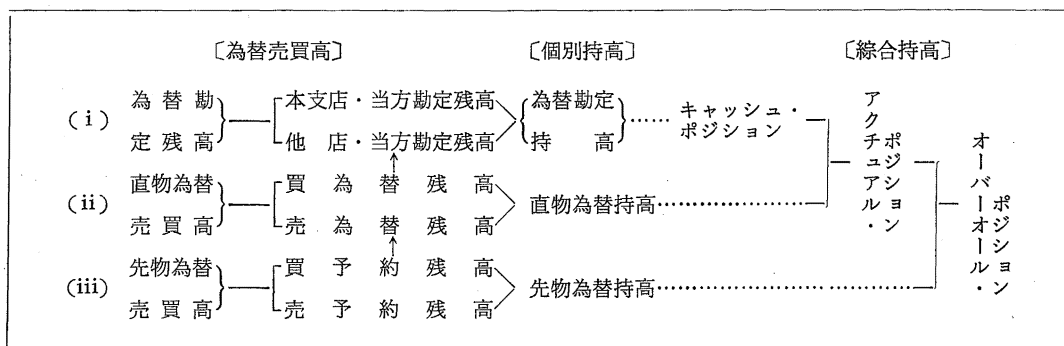 〔為替売買高〕 〔個別持高〕 〔綜合持高〕
(i) 為替勘定残高 本支店・当方勘定残高 為替勘定持高 …… キャッシュ・ポジション
他店・当方勘定残高
(ii) 直物為替売買高 買為替残高 直物為替持高 ………………
売為替残高
アクチュアル・ポジション
(iii) 先物為替売買高 買予約残高 先物為替持高 ……………… …………
売予約残高
オーバーオール・ポジション